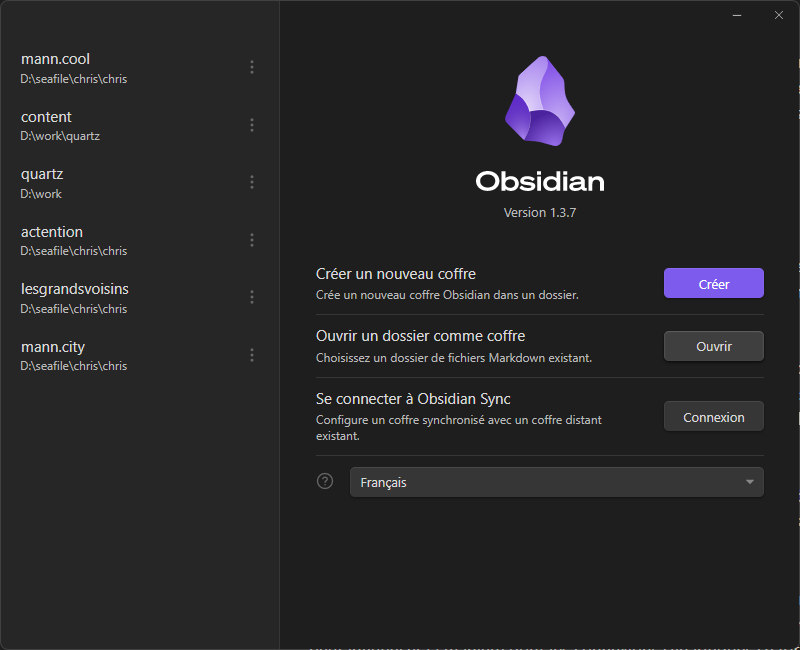 mann.cool
D:\seafile\chris\chris
content
D:\work\quartz
quartz
D:\work
actention
D:\seafile\chris\chris
lesgrandsvoisins
D:\seafile\chris\chris
mann.city
D:\seafile\chris\chris
Obsidian
Version 1.3.7
Créer un nouveau coffre
Crée un nouveau coffre Obsidian dans un dossier.
Créer
Ouvrir un dossier comme coffre
Choisissez un dossier de fichiers Markdown existant.
Ouvrir
Se connecter à Obsidian Sync
Configure un coffre synchronisé avec un coffre distant
existant.
Connexion
?
Français